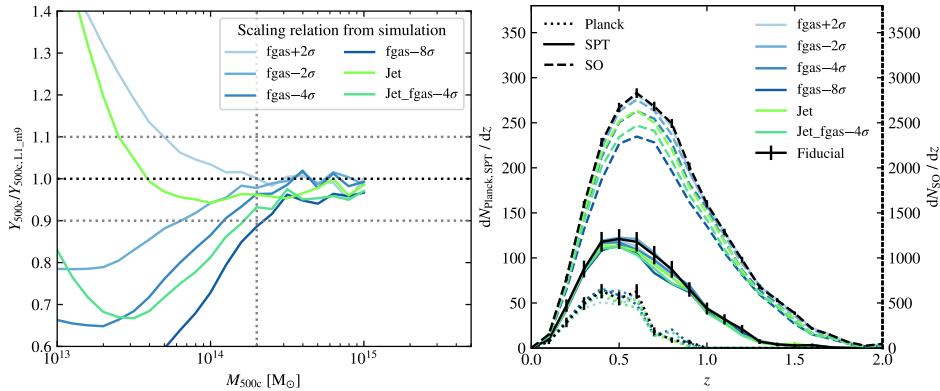 Scaling relation from simulation
fgas+2σ
fgas−2σ
fgas−4σ
fgas−8σ
Jet
Jet_fgas−4σ
1.4
1.3
1.2
1.1
1.0
0.9
0.8
0.7
0.6
Y500c/Y500c, L1_m9
10^13
10^14
10^15
M500c [M⊙]
Planck
SPT
SO
fgas+2σ
fgas−2σ
fgas−4σ
fgas−8σ
Jet
Jet_fgas−4σ
Fiducial
350
300
250
200
150
100
50
0
dNPlanck, SPT / dz
3500
3000
2500
2000
1500
1000
500
0
dNSO / dz
0.0
0.5
1.0
1.5
2.0
z